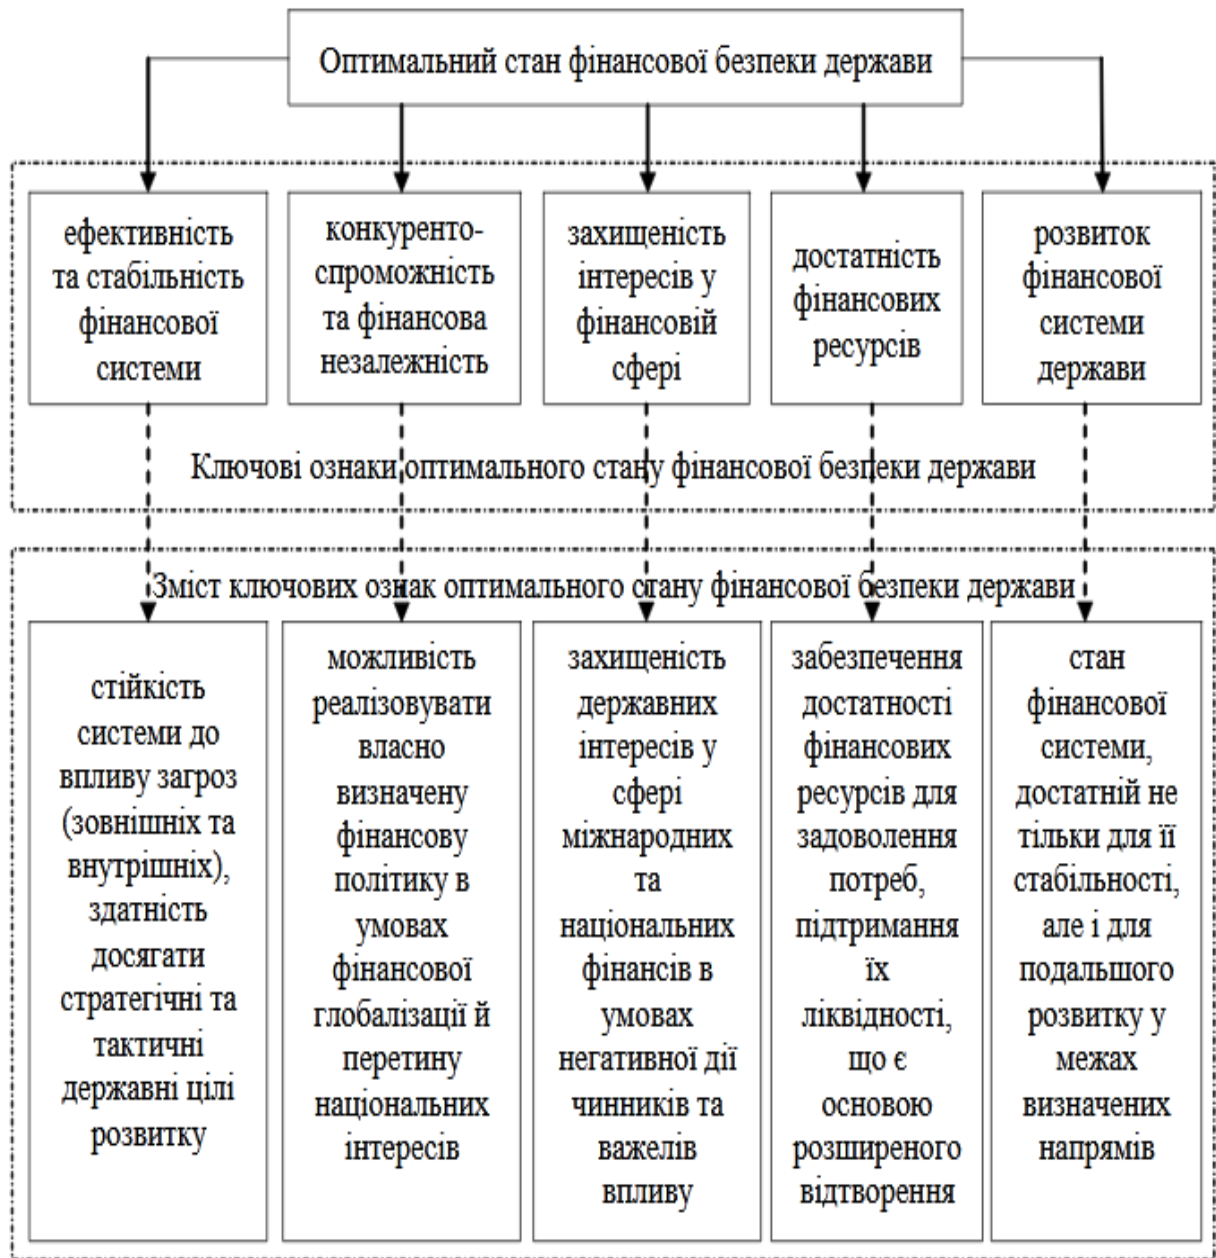 Оптимальний стан фінансової безпеки держави
ефективність
та стабільність
фінансової
системи
конкуренто-
спроможність
та фінансова
незалежність
захищеність
інтересів у
фінансовій
сфері
достатність
фінансових
ресурсів
розвиток
фінансової
системи
держави
Ключові ознаки оптимального стану фінансової безпеки держави
Зміст ключових ознак оптимального стану фінансової безпеки держави
стійкість
системи до
впливу загроз
(зовнішніх та
внутрішніх),
здатність
досягати
стратегічні та
тактичні
державні цілі
розвитку
можливість
реалізовувати
власно
визначену
фінансову
політику в
умовах
фінансової
глобалізації й
перетину
національних
інтересів
захищеність
державних
інтересів у
сфері
міжнародних
та
національних
фінансів в
умовах
негативної дії
чинників та
важелів
впливу
забезпечення
достатності
фінансових
ресурсів для
задоволення
потреб,
підтримання
їх
ліквідності,
що є
основою
розширеного
відтворення
стан
фінансової
системи,
достатній не
тільки для її
стабільності,
але і для
подальшого
розвитку у
межах
визначених
напрямів